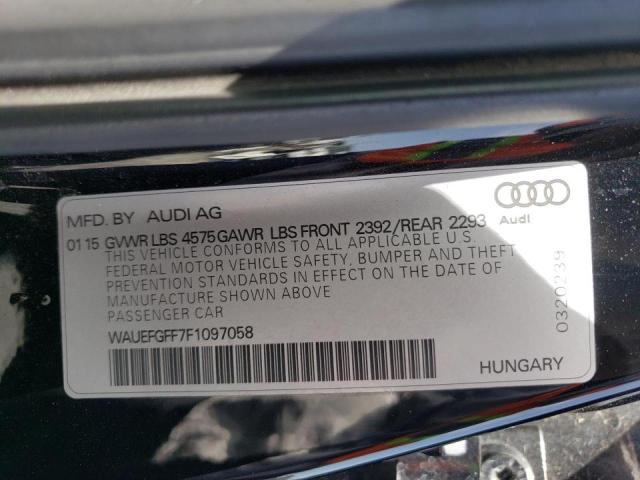 MFD. BY AUDI AG
Audi
01 15 GVWR LBS 4575 GAWR LBS FRONT 2392/REAR 2293
THIS VEHICLE CONFORMS TO ALL APPLICABLE U.S.
FEDERAL MOTOR VEHICLE SAFETY, BUMPER AND THEFT
PREVENTION STANDARDS IN EFFECT ON THE DATE OF
MANUFACTURE SHOWN ABOVE
PASSENGER CAR
WAUEFGFF7F1097058
0320239
HUNGARY